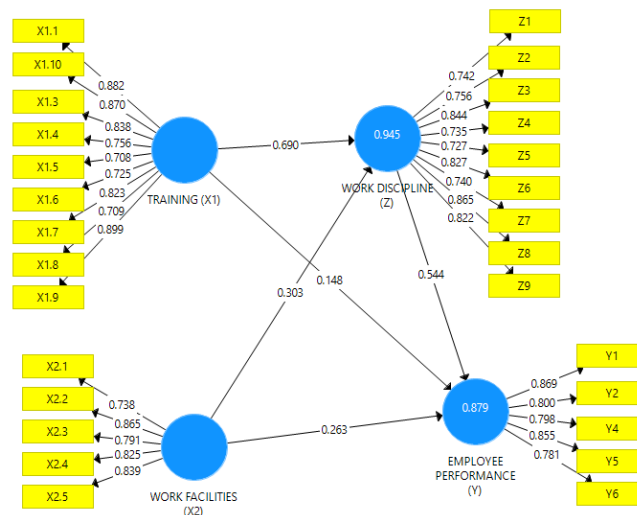 X1.1
X1.10
X1.3
X1.4
X1.5
X1.6
X1.7
X1.8
X1.9
0.882
0.870
0.838
0.756
0.708
0.725
0.823
0.709
0.899
TRAINING (X1)
0.690
0.945
WORK DISCIPLINE
(Z)
0.742
0.756
0.844
0.735
0.727
0.827
0.740
0.865
0.822
Z1
Z2
Z3
Z4
Z5
Z6
Z7
Z8
Z9
0.303
0.148
0.544
X2.1
X2.2
X2.3
X2.4
X2.5
0.738
0.865
0.791
0.825
0.839
WORK FACILITIES
(X2)
0.263
0.879
EMPLOYEE
PERFORMANCE
(Y)
0.869
0.800
0.798
0.855
0.781
Y1
Y2
Y4
Y5
Y6